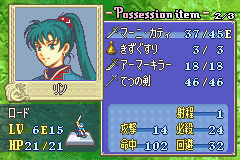 Possession item 2/3
マーニ・カティ 37/45E
きずぐすり 3/ 3
アーマーキラー 18/18
てつの剣 46/46
リン
ロード
LV 6E15
HP21/21
射程 1
攻撃 14 必殺 24
命中 102 回避 32